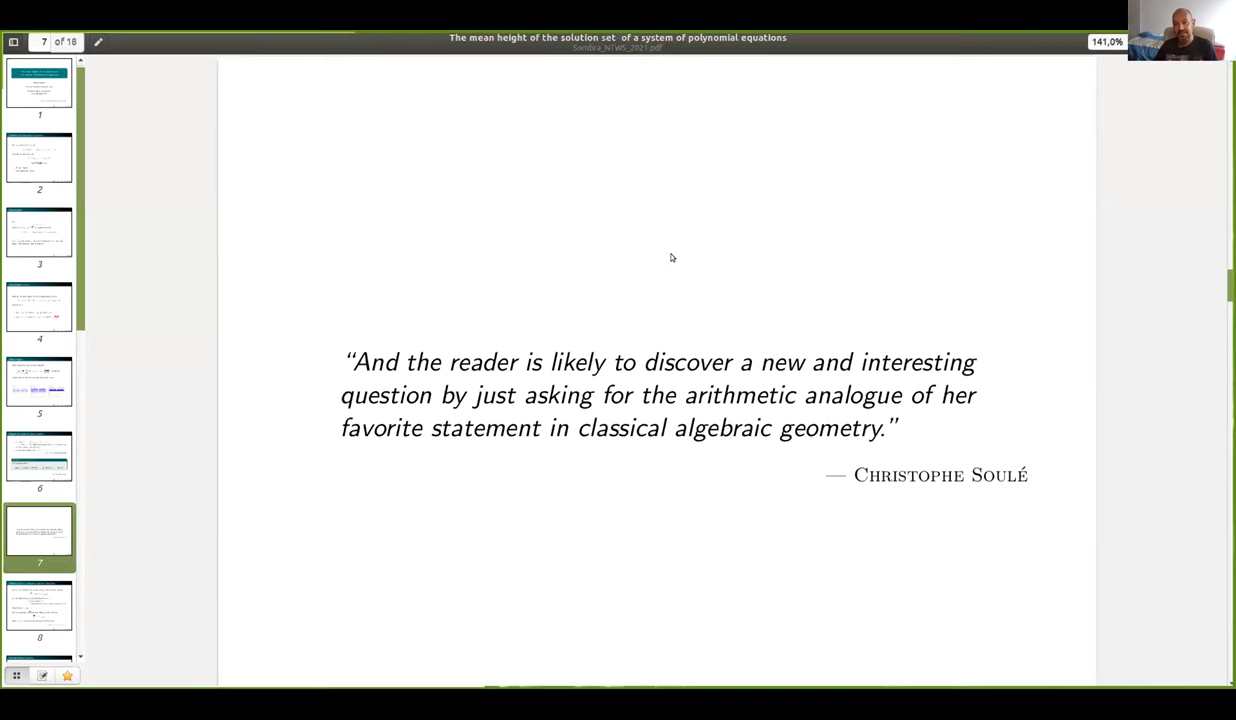 7 of 18
The mean height of the solution set of a system of polynomial equations
Sombra_NTWS_2021.pdf
141,0%
1
2
3
4
5
6
7
8
“And the reader is likely to discover a new and interesting
question by just asking for the arithmetic analogue of her
favorite statement in classical algebraic geometry.”
— Christophe Soulé